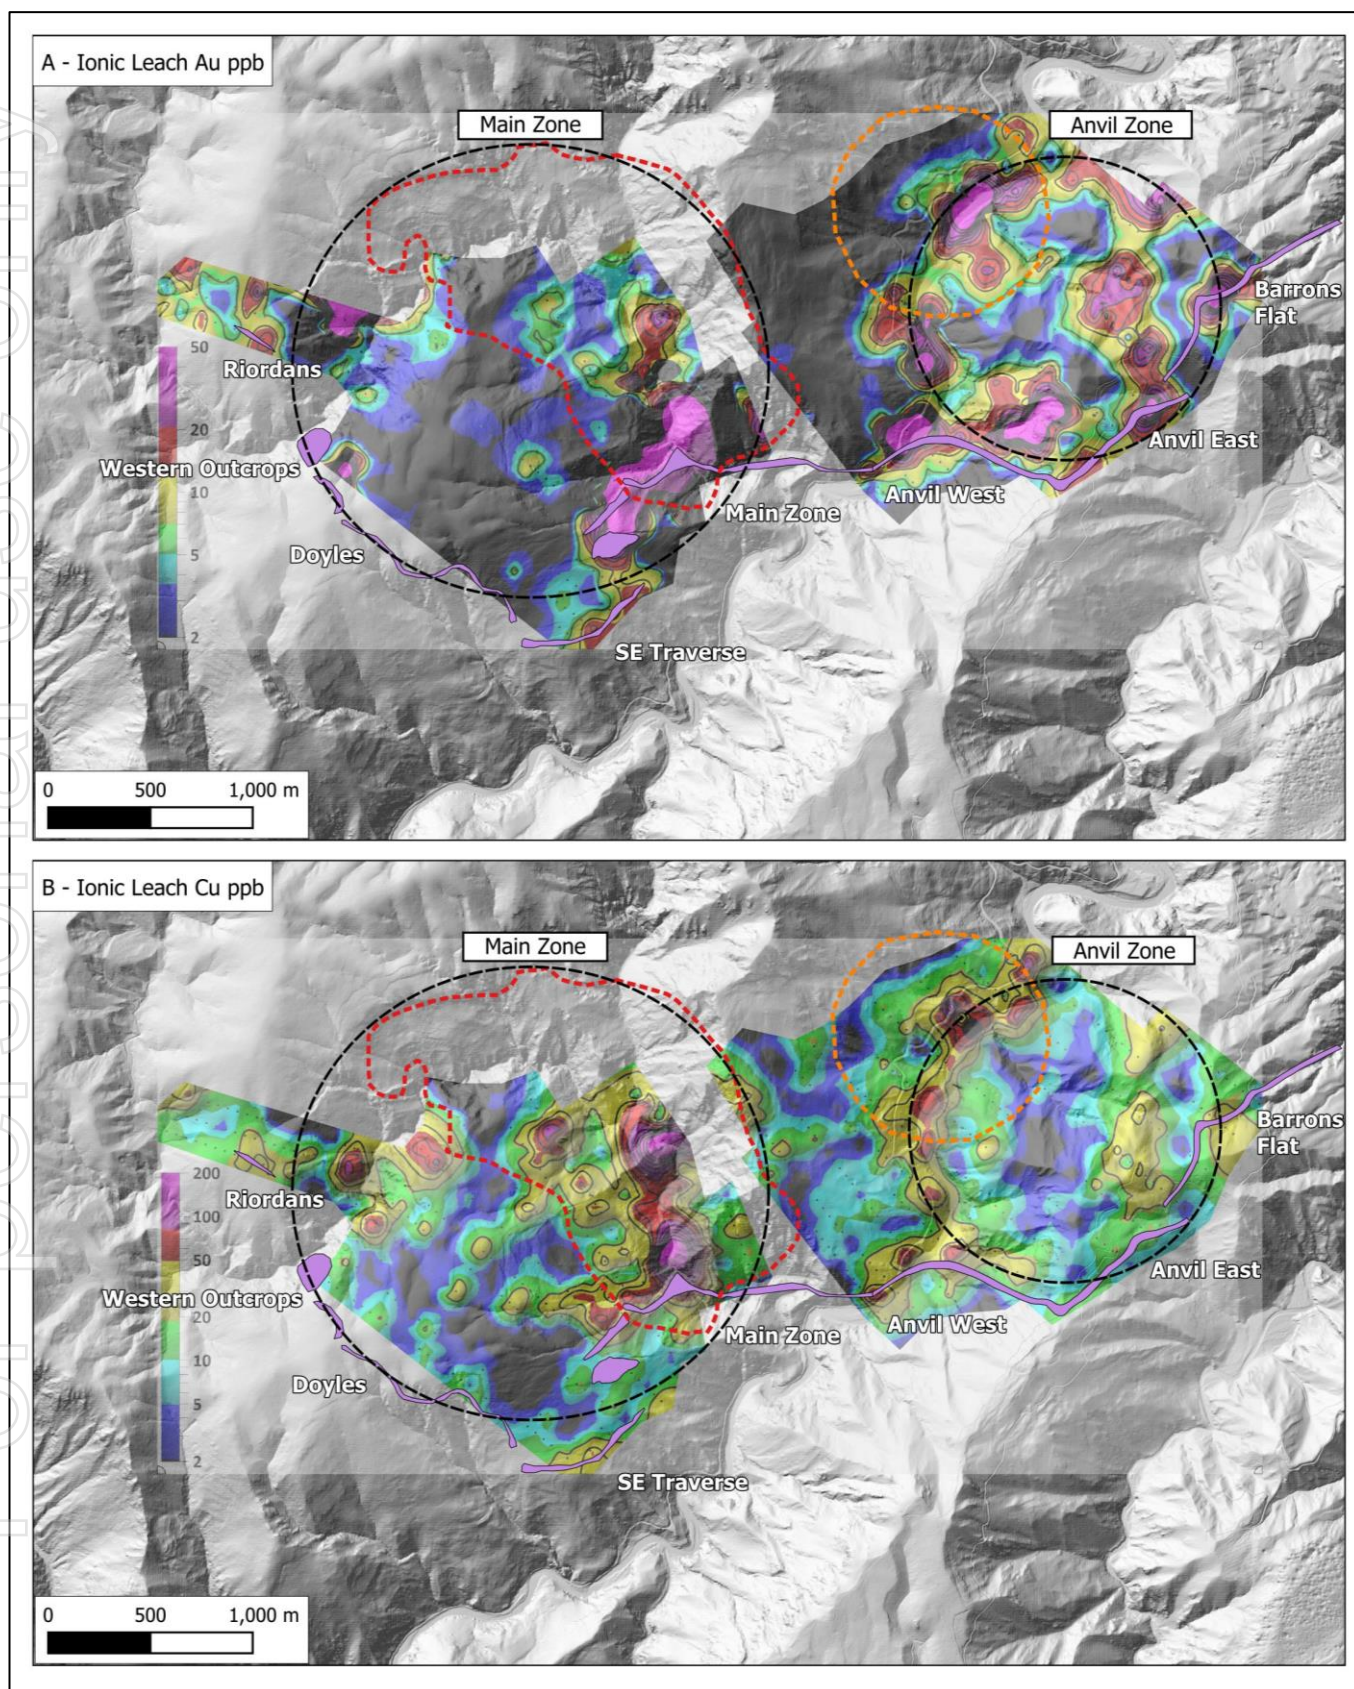 A - Ionic Leach Au ppb
Main Zone
Anvil Zone
Barrons
Flat
Riordans
50
20
10
5
2
Western Outcrops
Anvil East
Anvil West
Main Zone
Doyles
SE Traverse
0 500 1,000 m
B - Ionic Leach Cu ppb
Main Zone
Anvil Zone
Barrons
Flat
Riordans
200
100
50
20
10
5
2
Western Outcrops
Anvil East
Anvil West
Main Zone
Doyles
SE Traverse
0 500 1,000 m